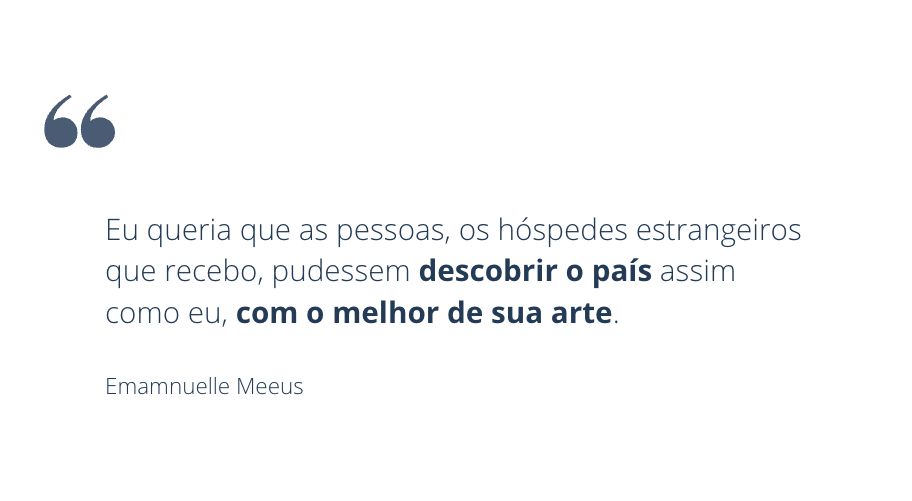 “
Eu queria que as pessoas, os hóspedes estrangeiros
que recebo, pudessem descobrir o país assim
como eu, com o melhor de sua arte.
Emamnuelle Meeus